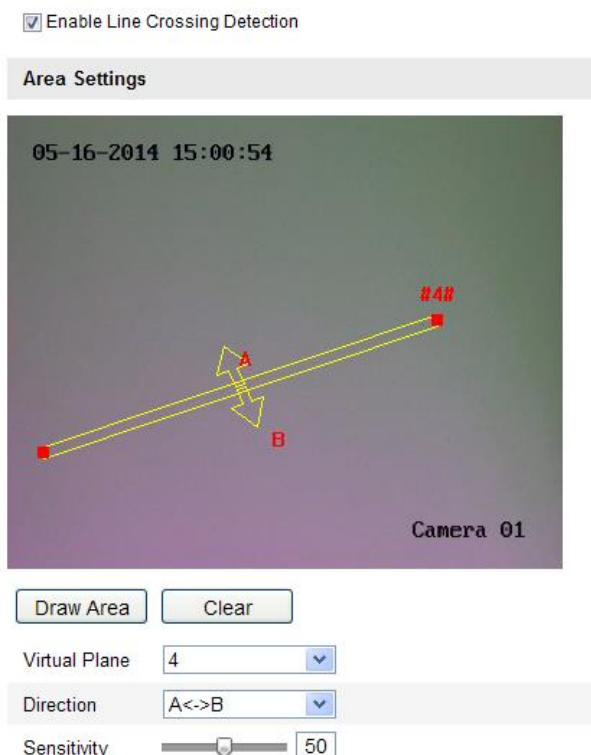 Enable Line Crossing Detection
Area Settings
05-16-2014 15:00:54
#4#
A
B
Camera 01
Draw Area Clear
Virtual Plane 4
Direction A<->B
Sensitivity 50